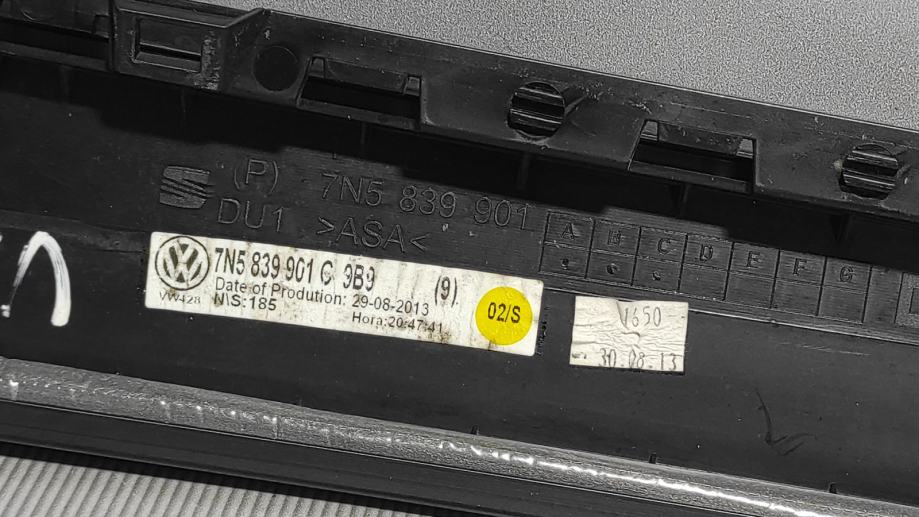 (P) 7N5 839 901
DU1 >ASA<
A B C D E F G
7N5 839 901 C 9B9 (9).
VW428
Date of Prodution: 29-08-2013
NIS:185
Hora:20:47:41
02/S
1650
30.08.13